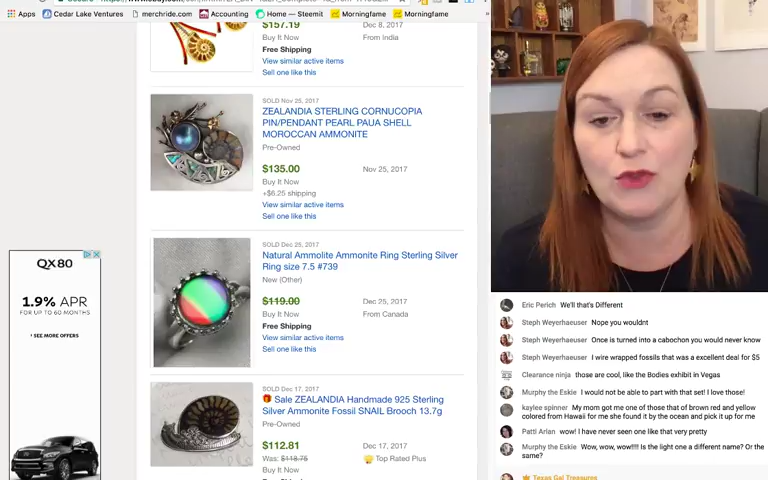 Apps Cedar Lake Ventures merchride.com Accounting Home — Steemit Morningfame Morningfame
»
$157.19
Dec 8, 2017
Buy It Now
From India
Free Shipping
View similar active items
Sell one like this
SOLD Nov 25, 2017
ZEALANDIA STERLING CORNUCOPIA
PIN/PENDANT PEARL PAUA SHELL
MOROCCAN AMMONITE
Pre-Owned
$135.00
Nov 25, 2017
Buy It Now
+$6.25 shipping
View similar active items
Sell one like this
SOLD Dec 25, 2017
Natural Ammolite Ammonite Ring Sterling Silver
Ring size 7.5 #739
New (Other)
$119.00
Dec 25, 2017
Buy It Now
From Canada
Free Shipping
View similar active items
Sell one like this
SOLD Dec 17, 2017
Sale ZEALANDIA Handmade 925 Sterling
Silver Ammonite Fossil SNAIL Brooch 13.7g
Pre-Owned
$112.81
Dec 17, 2017
Was: $118.75
Top Rated Plus
Buy It Now
QX80
1.9% APR
FOR UP TO 60 MONTHS
• SEE MORE OFFERS
Eric Perich We'll that's Different
Steph Weyerhaeuser Nope you wouldnt
Steph Weyerhaeuser Once is turned into a cabochon you would never know
Steph Weyerhaeuser I wire wrapped fossils that was a excellent deal for $5
Clearance ninja those are cool, like the Bodies exhibit in Vegas
Murphy the Eskie I would not be able to part with that set! I love those!
kaylee spinner My mom got me one of those that of brown red and yellow
colored from Hawaii for me she found it by the ocean and pick it up for me
Patti Arian wow! I have never seen one like that very pretty
Murphy the Eskie Wow, wow, wow!!!! Is the light one a different name? Or the
same?
Texas Gal Treasures